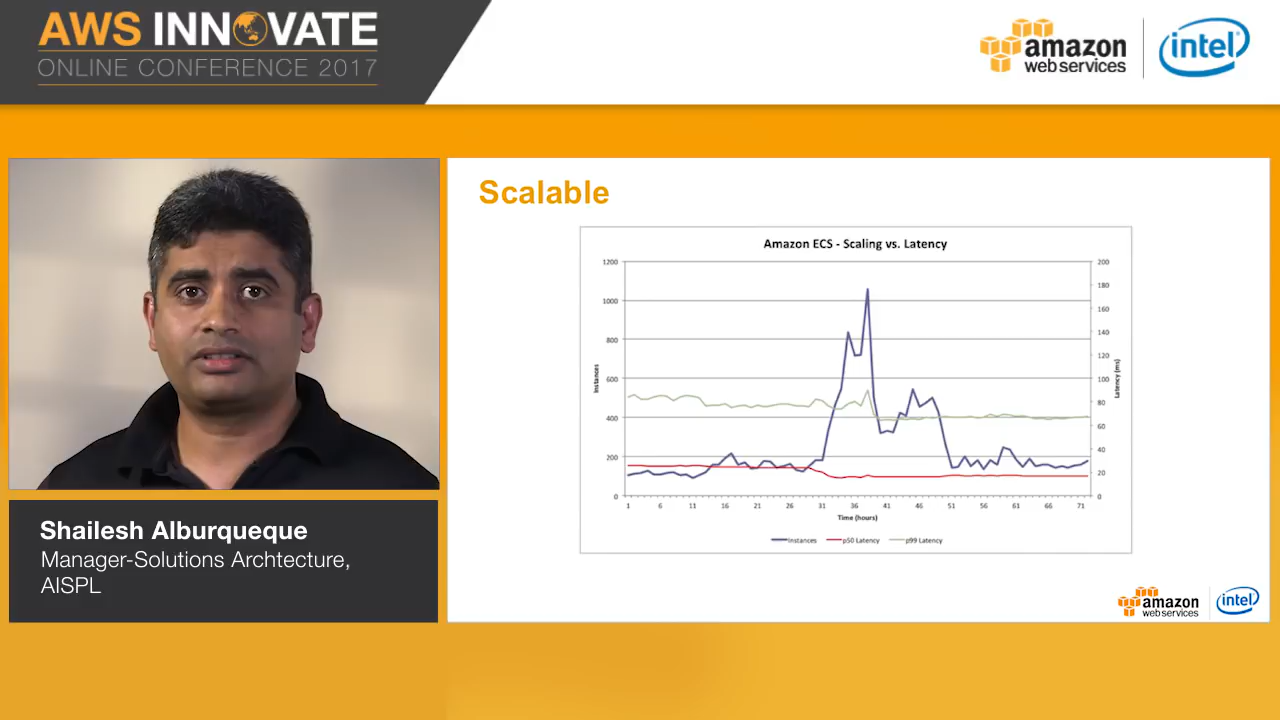 AWS INNOVATE
ONLINE CONFERENCE 2017
amazon
web services
intel
Scalable
Amazon ECS - Scaling vs. Latency
1200
1000
800
600
400
200
0
Instances
200
180
160
140
120
100
80
60
40
20
0
Latency (ms)
1 6 11 16 21 26 31 36 41 46 51 56 61 66 71
Time (hours)
Instances p50 Latency p99 Latency
Shailesh Alburqueque
Manager-Solutions Archtecture,
AISPL
amazon
web services
intel